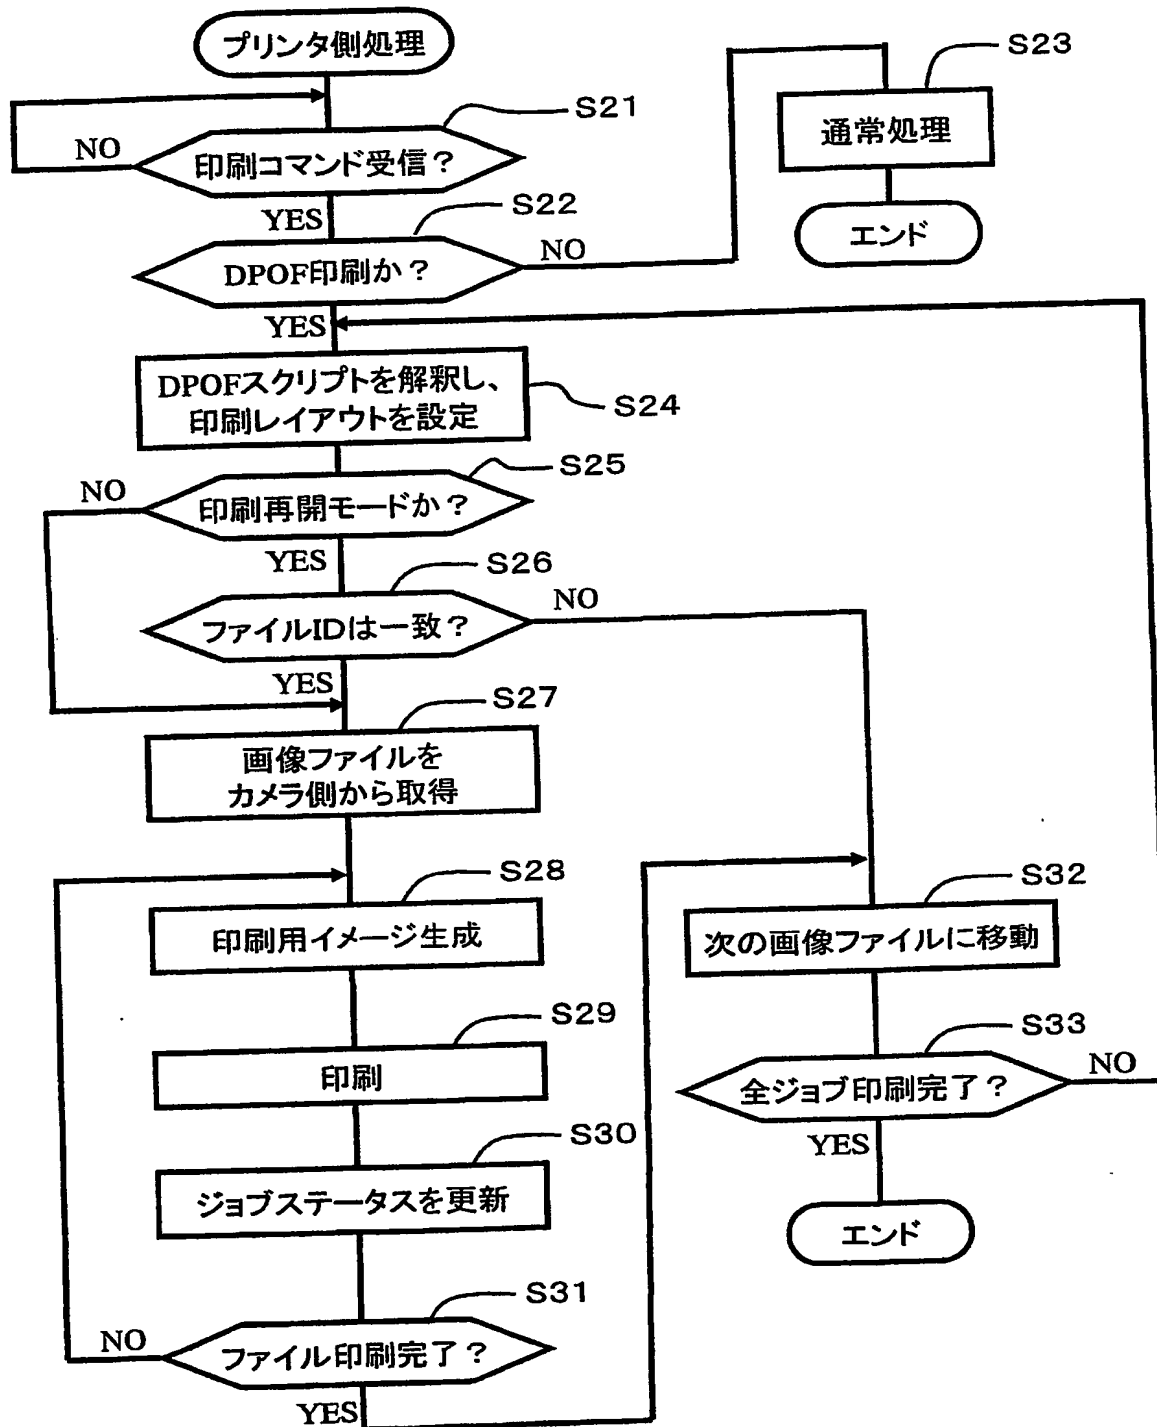 プリンタ側処理
S21
NO
印刷コマンド受信?
YES
S22
DPOF印刷か?
NO
S23
通常処理
エンド
YES
DPOFスクリプトを解釈し、
印刷レイアウトを設定
S24
S25
NO
印刷再開モードか?
YES
S26
ファイルIDは一致?
NO
YES
S27
画像ファイルを
カメラ側から取得
S28
印刷用イメージ生成
S29
印刷
S30
ジョブステータスを更新
S31
NO
ファイル印刷完了?
YES
S32
次の画像ファイルに移動
S33
全ジョブ印刷完了?
NO
YES
エンド